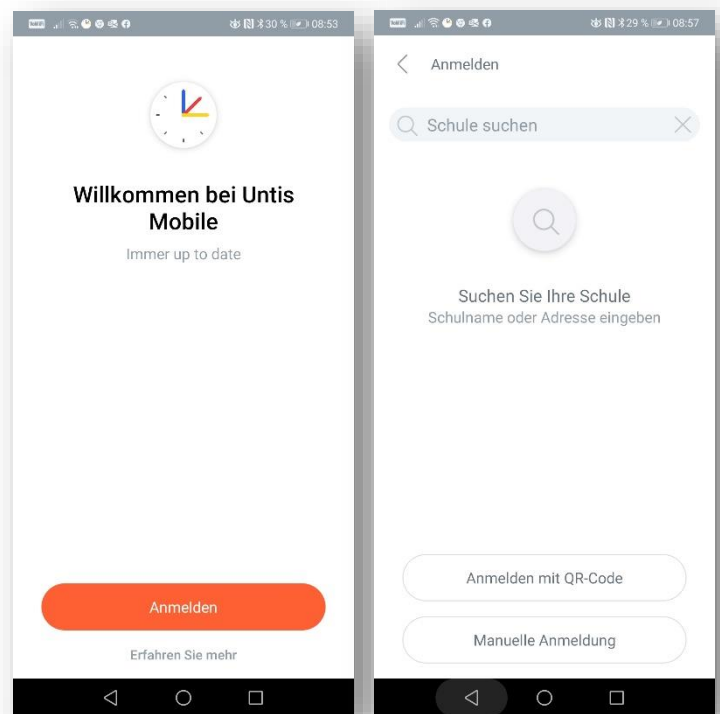 30 % 08:53
Willkommen bei Untis
Mobile
Immer up to date
Anmelden
Erfahren Sie mehr
29 % 08:57
Anmelden
Schule suchen
Suchen Sie Ihre Schule
Schulname oder Adresse eingeben
Anmelden mit QR-Code
Manuelle Anmeldung